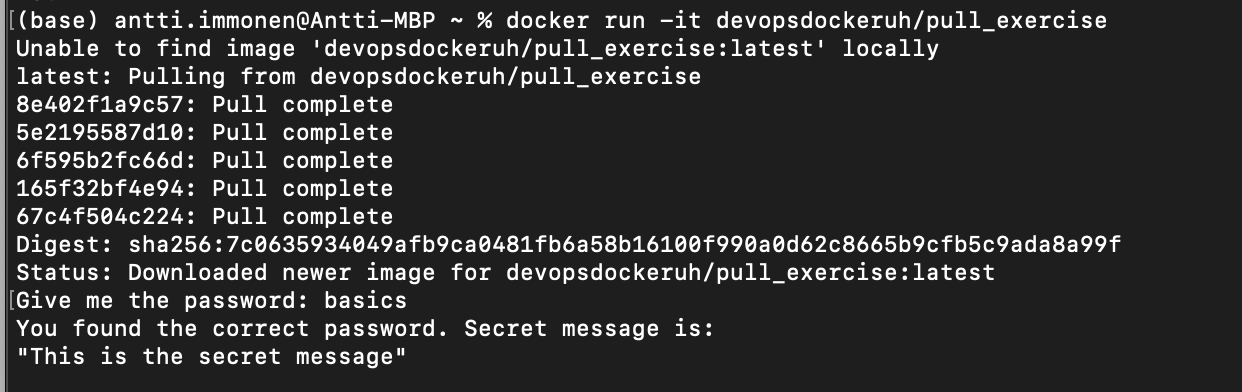 [(base) antti.immonen@Antti-MBP ~ % docker run -it devopsdockeruh/pull_exercise
Unable to find image 'devopsdockeruh/pull_exercise:latest' locally
latest: Pulling from devopsdockeruh/pull_exercise
8e402f1a9c57: Pull complete
5e2195587d10: Pull complete
6f595b2fc66d: Pull complete
165f32bf4e94: Pull complete
67c4f504c224: Pull complete
Digest: sha256:7c0635934049afb9ca0481fb6a58b16100f990a0d62c8665b9cfb5c9ada8a99f
Status: Downloaded newer image for devopsdockeruh/pull_exercise:latest
[Give me the password: basics
You found the correct password. Secret message is:
"This is the secret message"